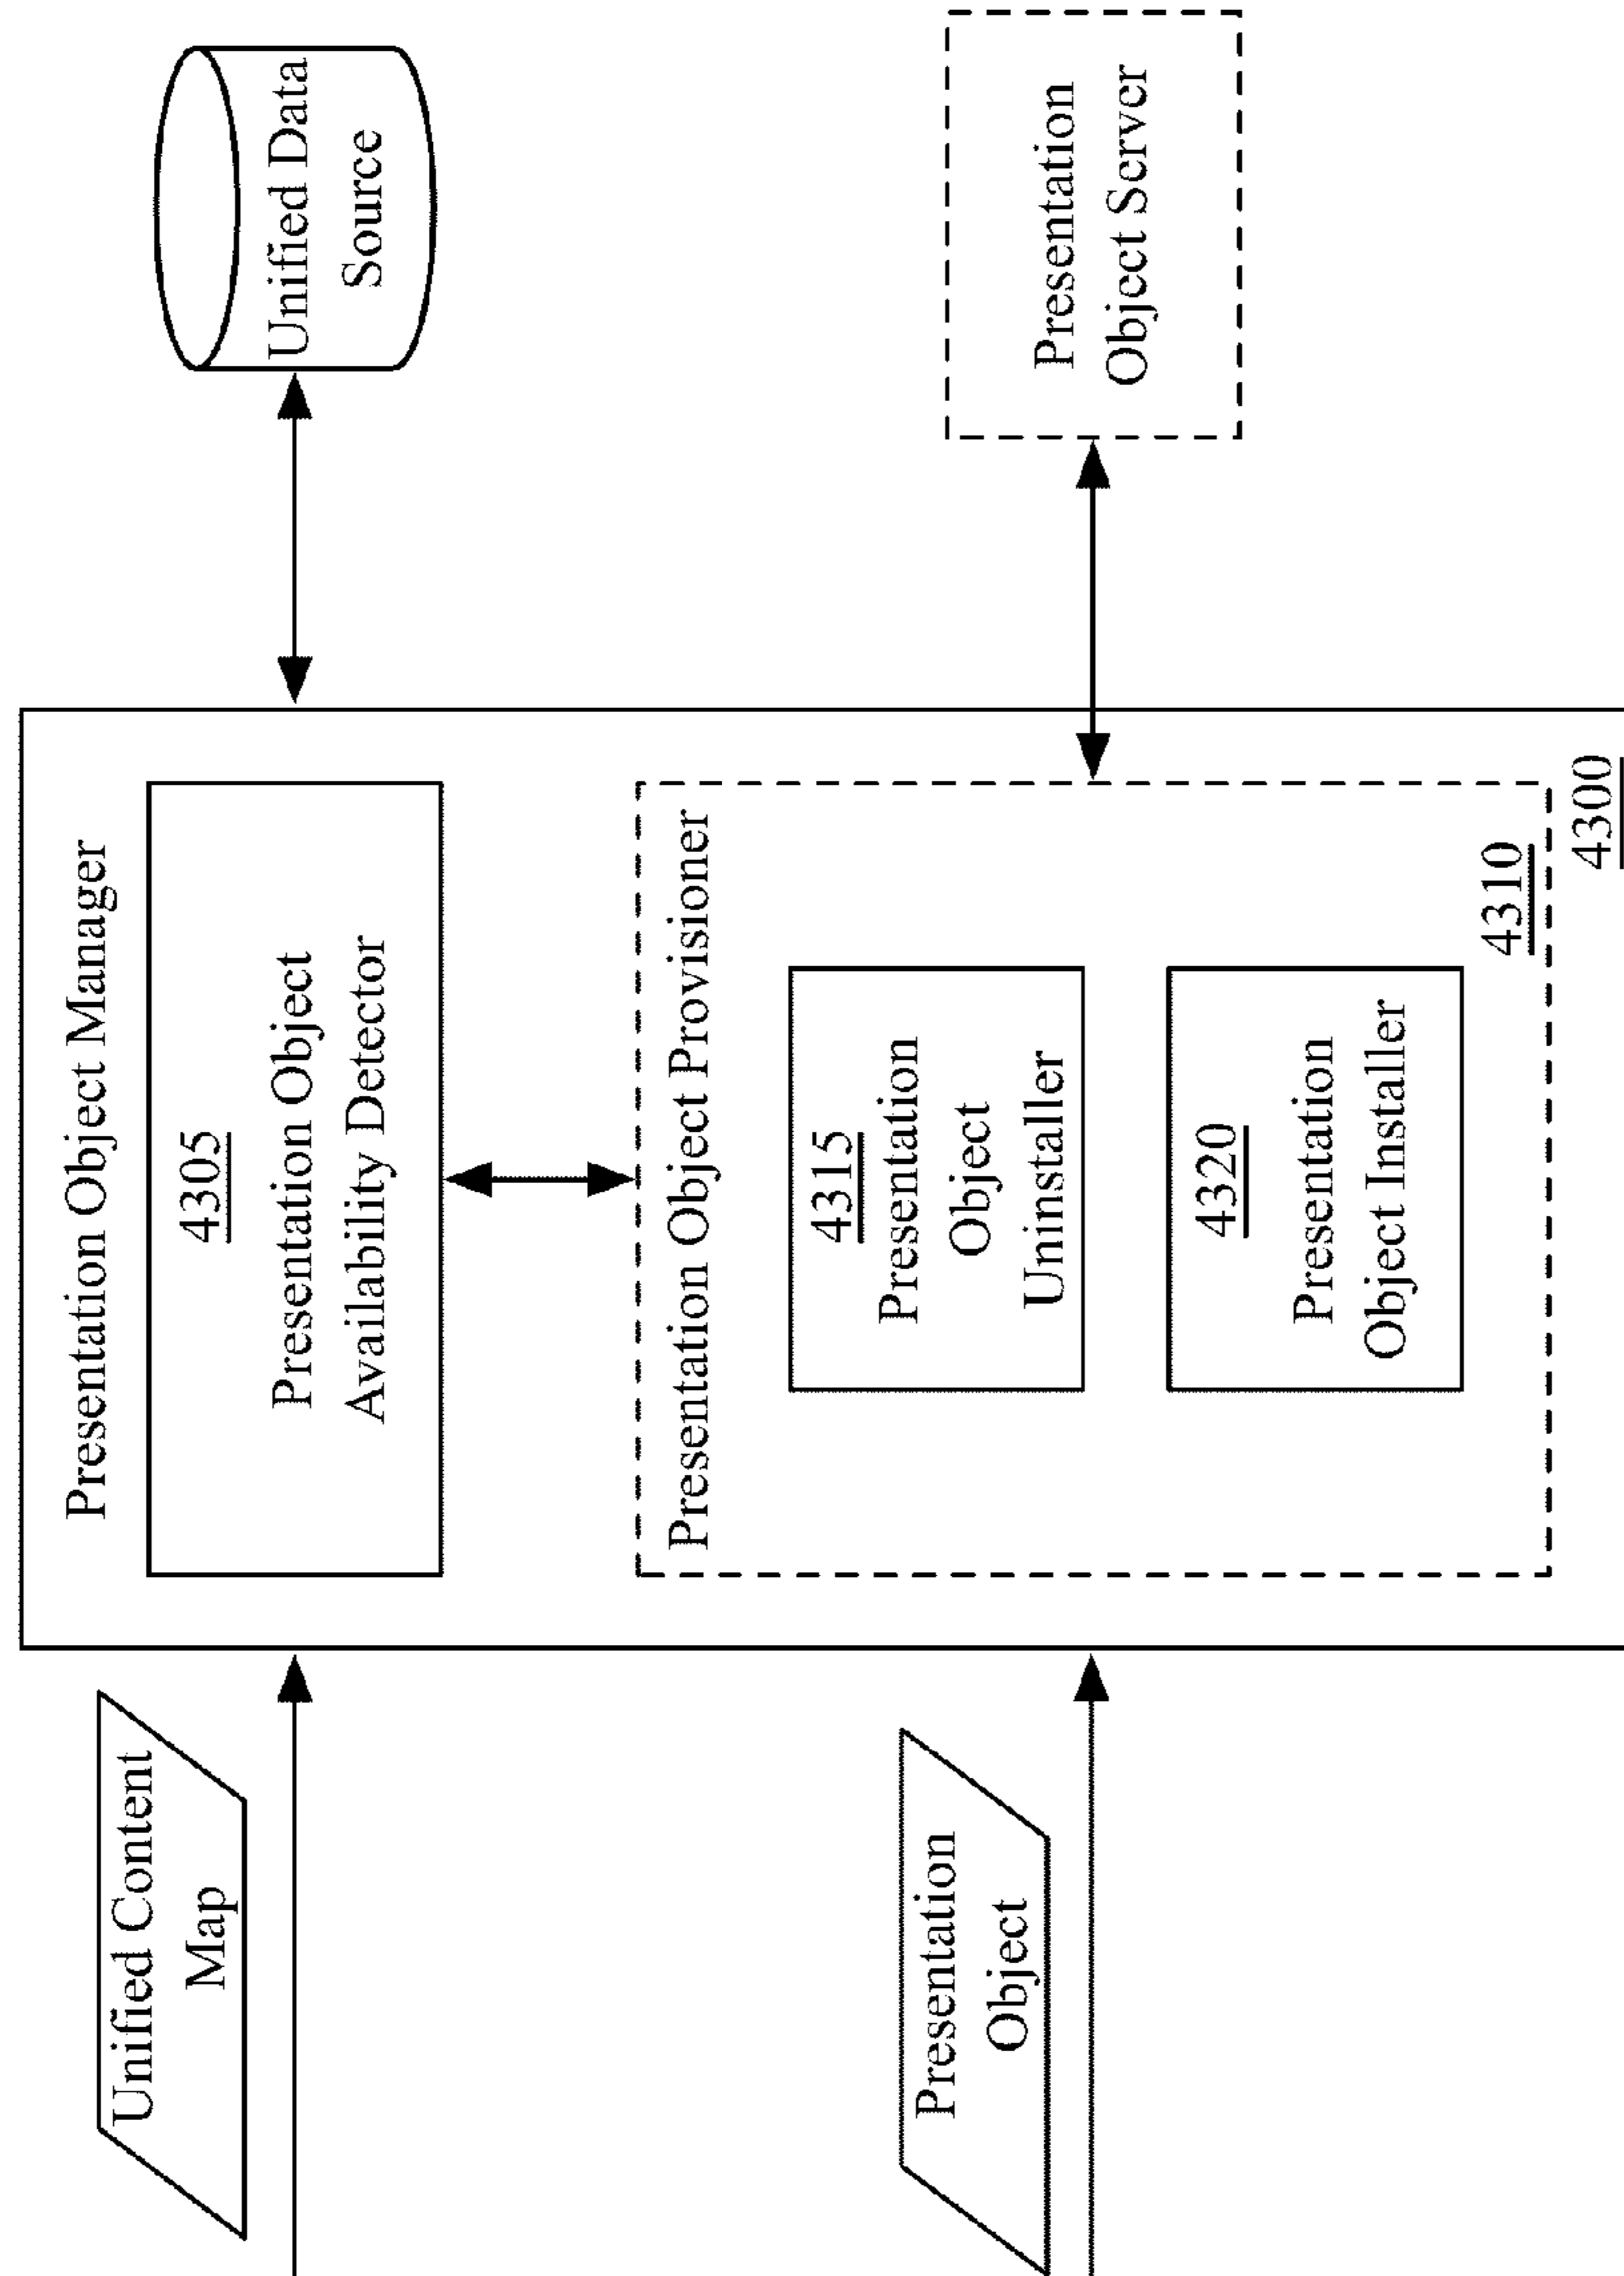 Unified Content
Map
Presentation
Object
Presentation Object Manager
4305
Presentation Object
Availability Detector
Presentation Object Provisioner
4315
Presentation
Object
Uninstaller
4320
Presentation
Object Installer
4310
4300
Unified Data
Source
Presentation
Object Server